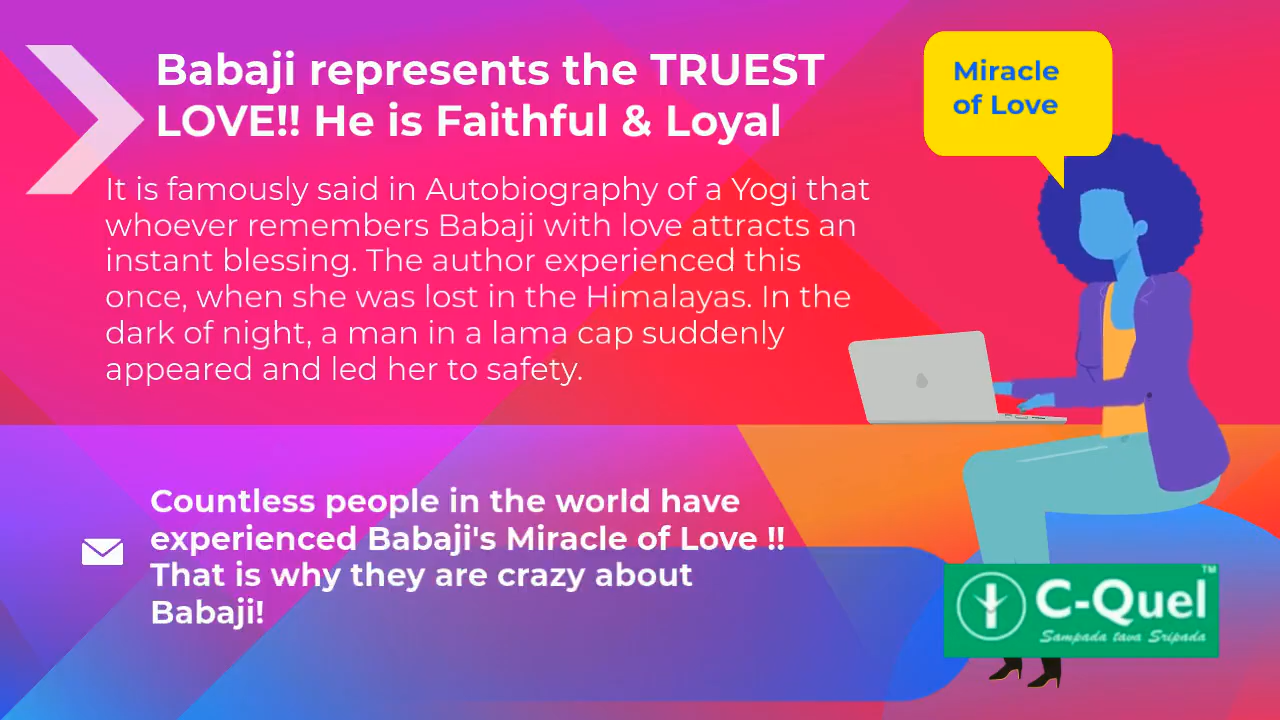 Babaji represents the TRUEST
LOVE!! He is Faithful & Loyal
Miracle
of Love
It is famously said in Autobiography of a Yogi that
whoever remembers Babaji with love attracts an
instant blessing. The author experienced this
once, when she was lost in the Himalayas. In the
dark of night, a man in a lama cap suddenly
appeared and led her to safety.
Countless people in the world have
experienced Babaji's Miracle of Love !!
That is why they are crazy about
Babaji!
C-Quel™
Sampada tava Sripada